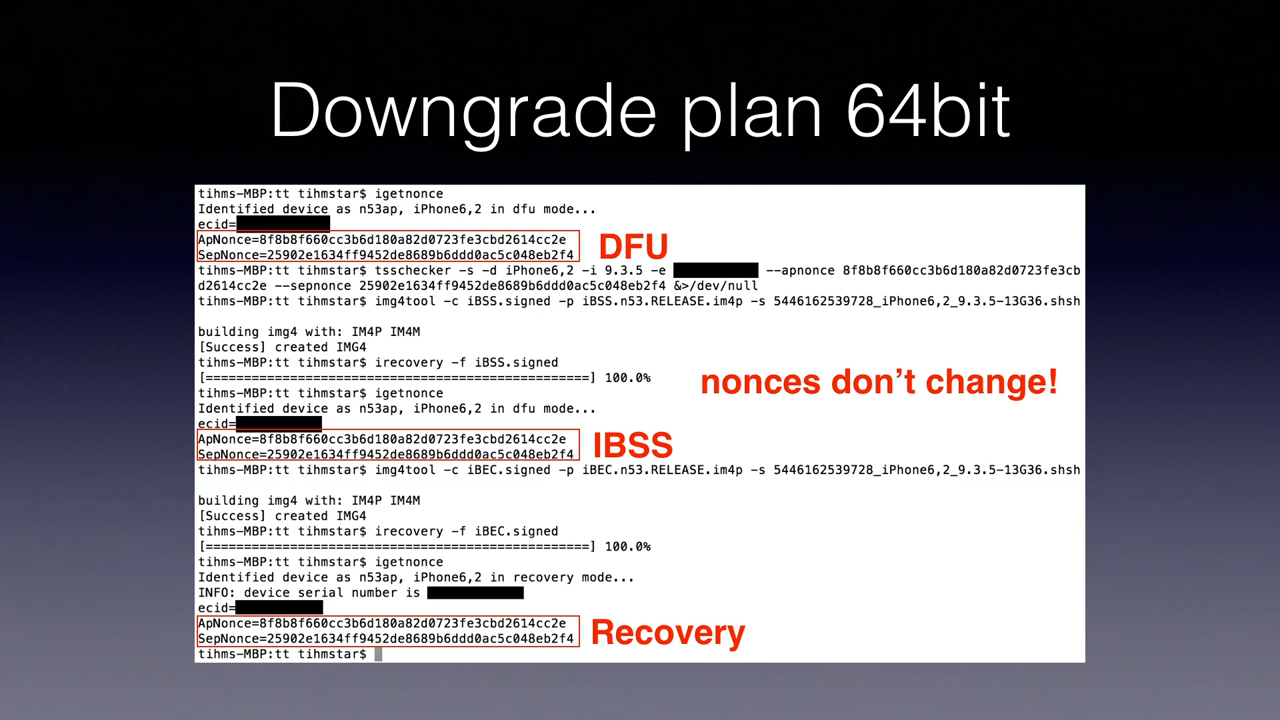 Downgrade plan 64bit
tihms-MBP:tt tihmstar$ igetnonce
Identified device as n53ap, iPhone6,2 in dfu mode...
ecid=
ApNonce=8f8b8f660cc3b6d180a82d0723fe3cbd2614cc2e
SepNonce=25902e1634ff9452de8689b6ddd0ac5c048eb2f4
DFU
tihms-MBP:tt tihmstar$ tsschecker -s -d iPhone6,2 -i 9.3.5 -e --apnonce 8f8b8f660cc3b6d180a82d0723fe3cb
d2614cc2e --sepnonce 25902e1634ff9452de8689b6ddd0ac5c048eb2f4 &>/dev/null
tihms-MBP:tt tihmstar$ img4tool -c iBSS.signed -p iBSS.n53.RELEASE.im4p -s 5446162539728_iPhone6,2_9.3.5-13G36.shsh
building img4 with: IM4P IM4M
[Success] created IMG4
tihms-MBP:tt tihmstar$ irecovery -f iBSS.signed
[==================================================] 100.0%
nonces don’t change!
tihms-MBP:tt tihmstar$ igetnonce
Identified device as n53ap, iPhone6,2 in dfu mode...
ecid=
ApNonce=8f8b8f660cc3b6d180a82d0723fe3cbd2614cc2e
SepNonce=25902e1634ff9452de8689b6ddd0ac5c048eb2f4
IBSS
tihms-MBP:tt tihmstar$ img4tool -c iBEC.signed -p iBEC.n53.RELEASE.im4p -s 5446162539728_iPhone6,2_9.3.5-13G36.shsh
building img4 with: IM4P IM4M
[Success] created IMG4
tihms-MBP:tt tihmstar$ irecovery -f iBEC.signed
[==================================================] 100.0%
tihms-MBP:tt tihmstar$ igetnonce
Identified device as n53ap, iPhone6,2 in recovery mode...
INFO: device serial number is
ecid=
ApNonce=8f8b8f660cc3b6d180a82d0723fe3cbd2614cc2e
SepNonce=25902e1634ff9452de8689b6ddd0ac5c048eb2f4
Recovery
tihms-MBP:tt tihmstar$